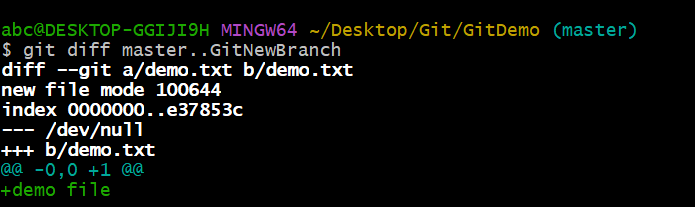 abc@DESKTOP-GGIJI9H MINGW64 ~/Desktop/Git/GitDemo (master)
$ git diff master..GitNewBranch
diff --git a/demo.txt b/demo.txt
new file mode 100644
index 0000000..e37853c
--- /dev/null
+++ b/demo.txt
@@ -0,0 +1 @@
+demo file